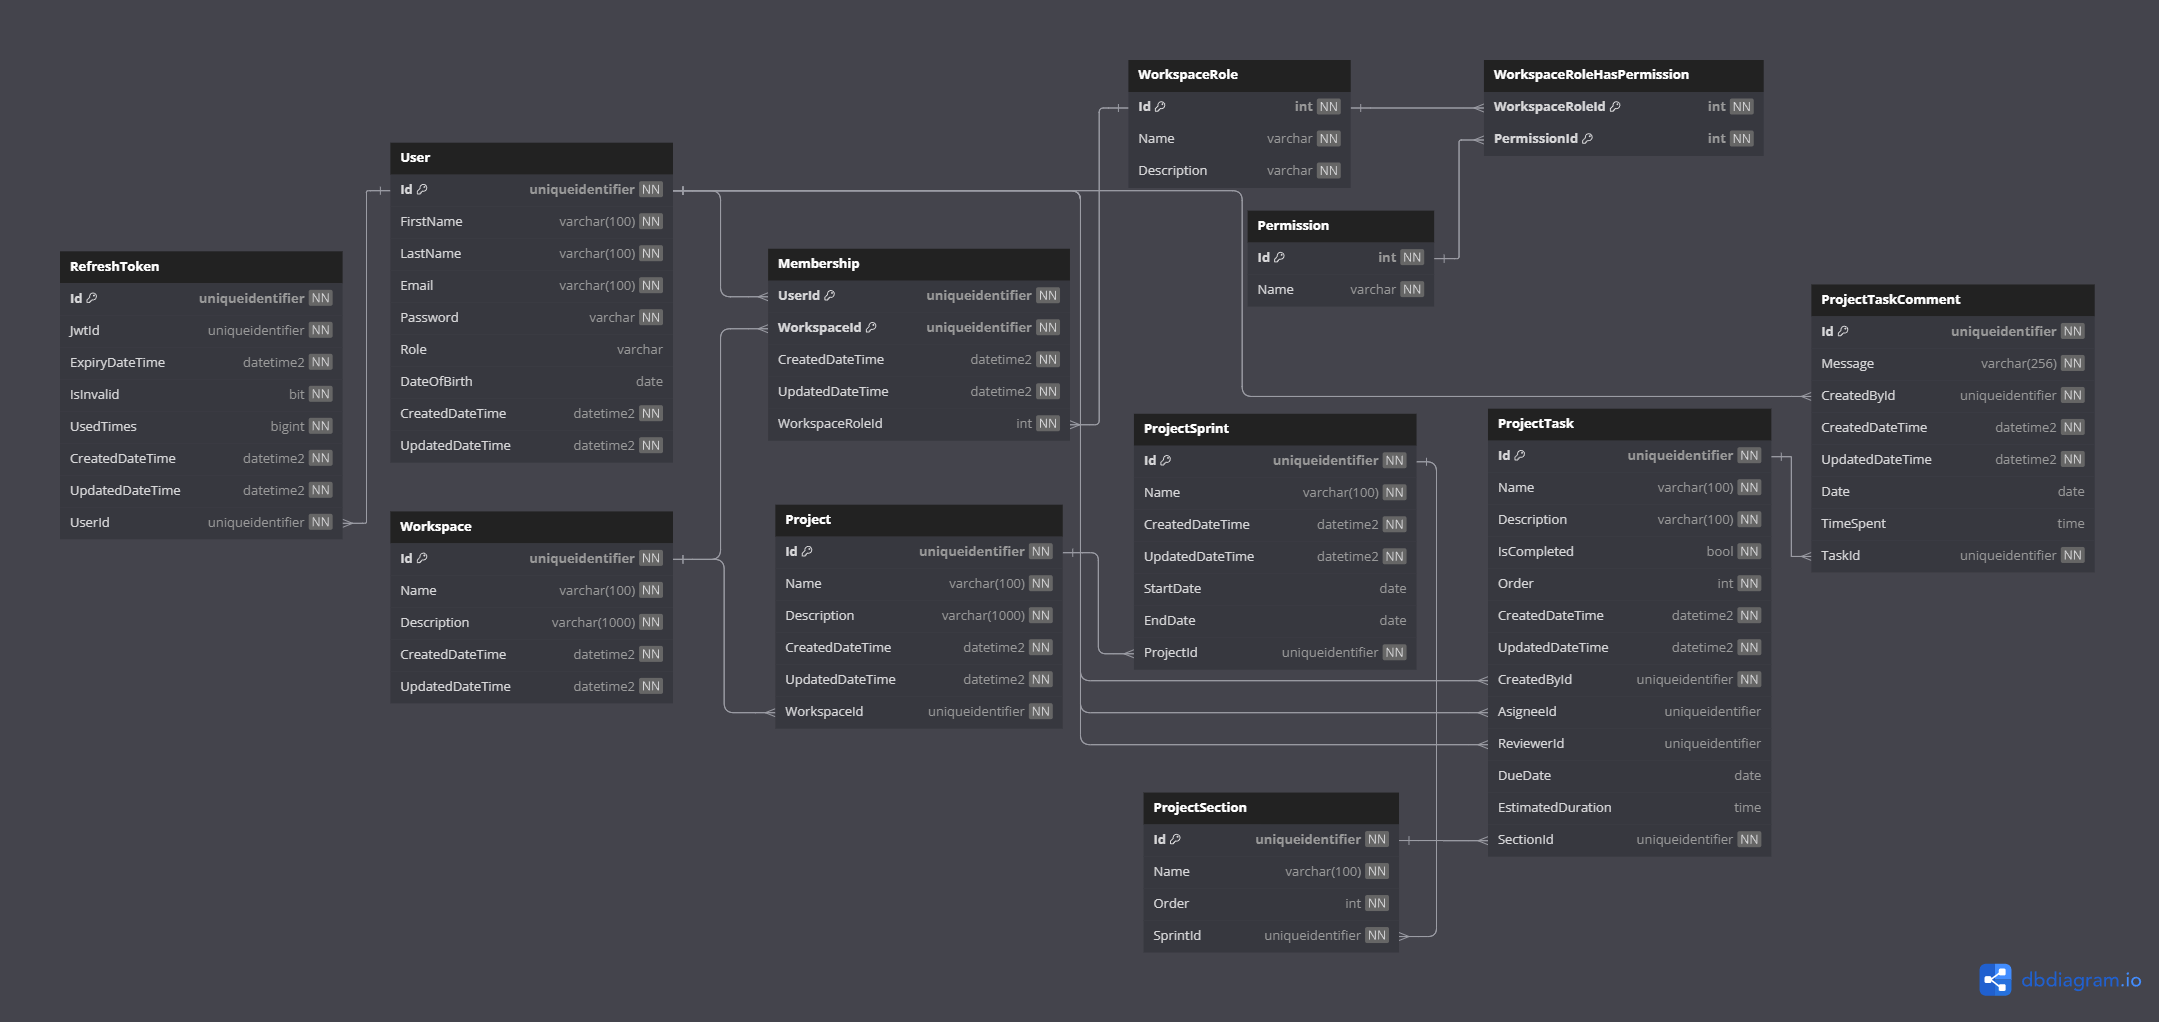 WorkspaceRole
Id int NN
Name varchar NN
Description varchar NN
WorkspaceRoleHasPermission
WorkspaceRoleId int NN
PermissionId int NN
User
Id uniqueidentifier NN
FirstName varchar(100) NN
LastName varchar(100) NN
Email varchar(100) NN
Password varchar NN
Role varchar
DateOfBirth date
CreatedDateTime datetime2 NN
UpdatedDateTime datetime2 NN
Permission
Id int NN
Name varchar NN
RefreshToken
Id uniqueidentifier NN
JwtId uniqueidentifier NN
ExpiryDateTime datetime2 NN
IsInvalid bit NN
UsedTimes bigint NN
CreatedDateTime datetime2 NN
UpdatedDateTime datetime2 NN
UserId uniqueidentifier NN
Membership
UserId uniqueidentifier NN
WorkspaceId uniqueidentifier NN
CreatedDateTime datetime2 NN
UpdatedDateTime datetime2 NN
WorkspaceRoleId int NN
ProjectTaskComment
Id uniqueidentifier NN
Message varchar(256) NN
CreatedById uniqueidentifier NN
CreatedDateTime datetime2 NN
UpdatedDateTime datetime2 NN
Date date
TimeSpent time
TaskId uniqueidentifier NN
ProjectSprint
Id uniqueidentifier NN
Name varchar(100) NN
CreatedDateTime datetime2 NN
UpdatedDateTime datetime2 NN
StartDate date
EndDate date
ProjectId uniqueidentifier NN
ProjectTask
Id uniqueidentifier NN
Name varchar(100) NN
Description varchar(100) NN
IsCompleted bool NN
Order int NN
CreatedDateTime datetime2 NN
UpdatedDateTime datetime2 NN
CreatedById uniqueidentifier NN
AsigneeId uniqueidentifier
ReviewerId uniqueidentifier
DueDate date
EstimatedDuration time
SectionId uniqueidentifier NN
Workspace
Id uniqueidentifier NN
Name varchar(100) NN
Description varchar(1000) NN
CreatedDateTime datetime2 NN
UpdatedDateTime datetime2 NN
Project
Id uniqueidentifier NN
Name varchar(100) NN
Description varchar(1000) NN
CreatedDateTime datetime2 NN
UpdatedDateTime datetime2 NN
WorkspaceId uniqueidentifier NN
ProjectSection
Id uniqueidentifier NN
Name varchar(100) NN
Order int NN
SprintId uniqueidentifier NN
dbdiagram.io